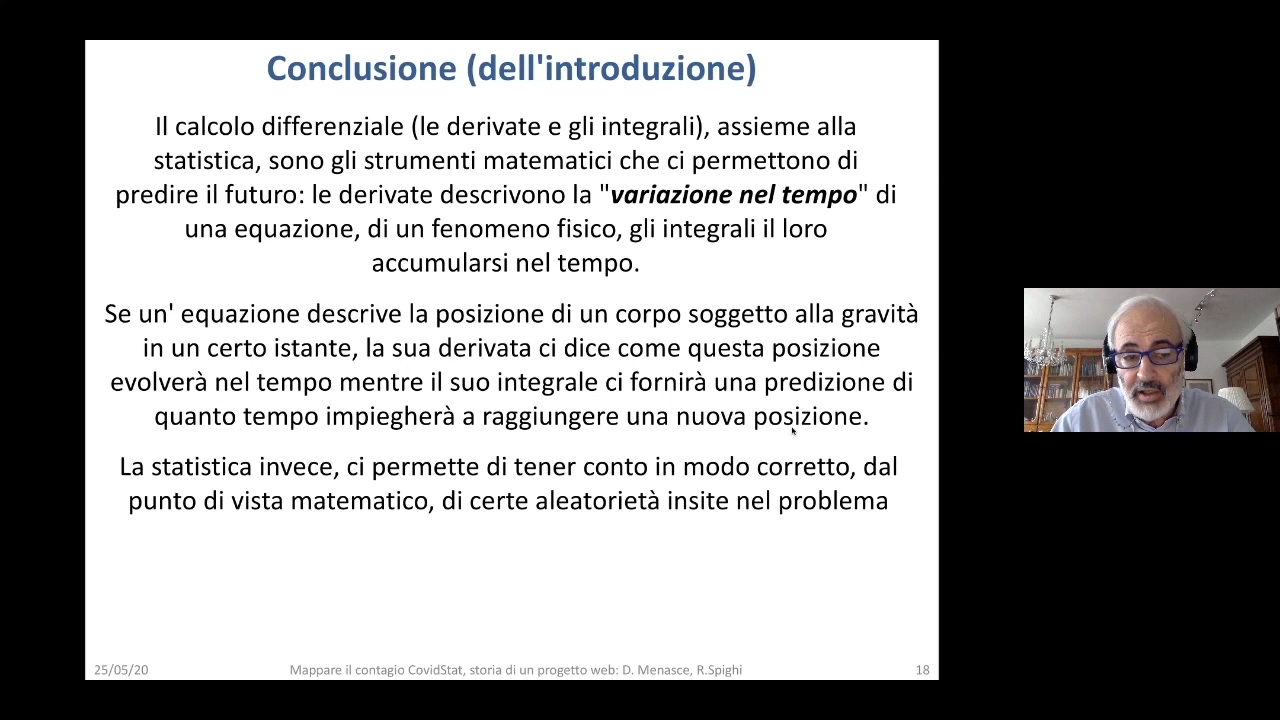 Conclusione (dell'introduzione)
Il calcolo differenziale (le derivate e gli integrali), assieme alla
statistica, sono gli strumenti matematici che ci permettono di
predire il futuro: le derivate descrivono la "variazione nel tempo" di
una equazione, di un fenomeno fisico, gli integrali il loro
accumularsi nel tempo.
Se un' equazione descrive la posizione di un corpo soggetto alla gravità
in un certo istante, la sua derivata ci dice come questa posizione
evolverà nel tempo mentre il suo integrale ci fornirà una predizione di
quanto tempo impiegherà a raggiungere una nuova posizione.
La statistica invece, ci permette di tener conto in modo corretto, dal
punto di vista matematico, di certe aleatorietà insite nel problema
25/05/20
Mappare il contagio CovidStat, storia di un progetto web: D. Menasce, R.Spighi
18